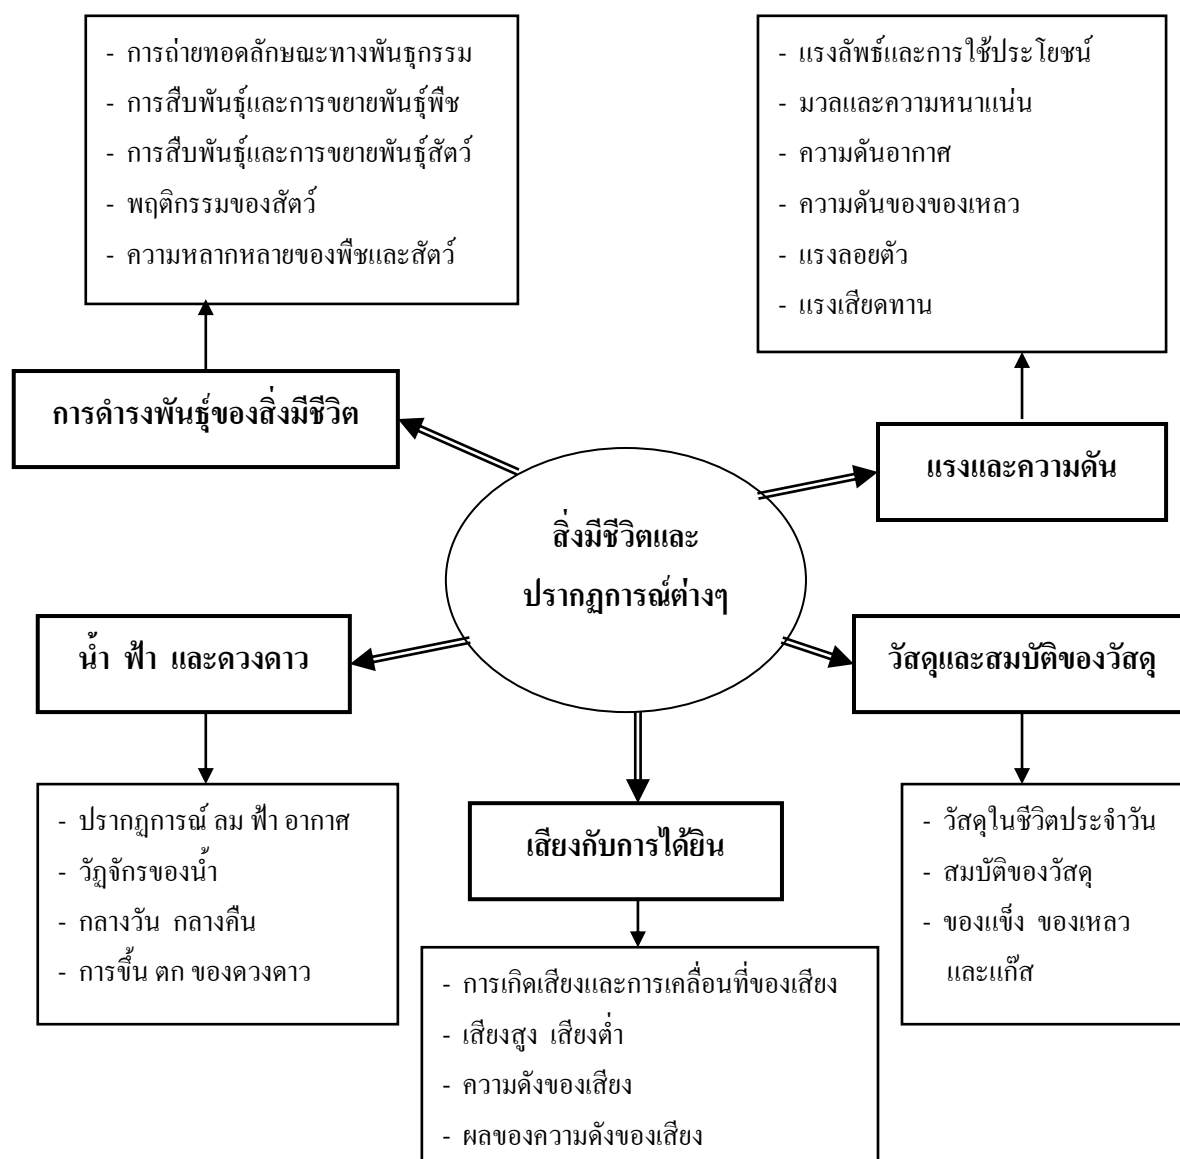 - การถ่ายทอดลักษณะทางพันธุกรรม
- การสืบพันธุ์และการขยายพันธุ์พืช
- การสืบพันธุ์และการขยายพันธุ์สัตว์
- พฤติกรรมของสัตว์
- ความหลากหลายของพืชและสัตว์
- แรงลัพธ์และการใช้ประโยชน์
- มวลและความหนาแน่น
- ความดันอากาศ
- ความดันของของเหลว
- แรงลอยตัว
- แรงเสียดทาน
การดำรงพันธุ์ของสิ่งมีชีวิต
แรงและความดัน
สิ่งมีชีวิตและ
ปรากฏการณ์ต่างๆ
น้ำ ฟ้า และดวงดาว
วัสดุและสมบัติของวัสดุ
- ปรากฏการณ์ ลม ฟ้า อากาศ
- วัฏจักรของน้ำ
- กลางวัน กลางคืน
- การขึ้น ตก ของดวงดาว
เสียงกับการได้ยิน
- วัสดุในชีวิตประจำวัน
- สมบัติของวัสดุ
- ของแข็ง ของเหลว
และแก๊ส
- การเกิดเสียงและการเคลื่อนที่ของเสียง
- เสียงสูง เสียงต่ำ
- ความดังของเสียง
- ผลของความดังของเสียง